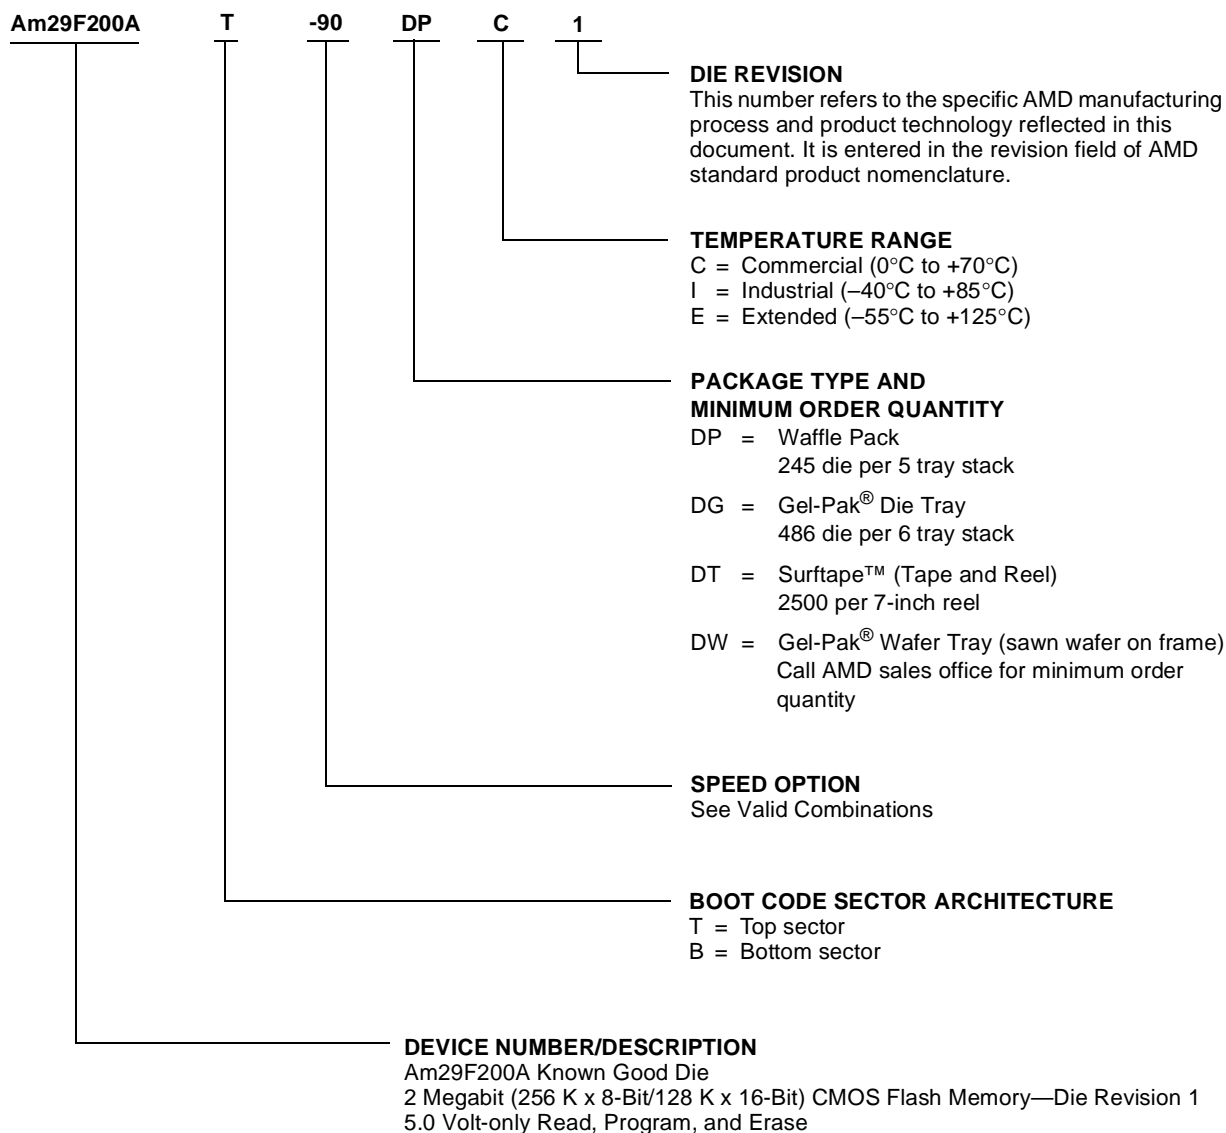 Am29F200A T -90 DP C 1
DIE REVISION
This number refers to the specific AMD manufacturing
process and product technology reflected in this
document. It is entered in the revision field of AMD
standard product nomenclature.
TEMPERATURE RANGE
C = Commercial (0°C to +70°C)
I = Industrial (–40°C to +85°C)
E = Extended (–55°C to +125°C)
PACKAGE TYPE AND
MINIMUM ORDER QUANTITY
DP = Waffle Pack
245 die per 5 tray stack
DG = Gel-Pak® Die Tray
486 die per 6 tray stack
DT = Surftape™ (Tape and Reel)
2500 per 7-inch reel
DW = Gel-Pak® Wafer Tray (sawn wafer on frame)
Call AMD sales office for minimum order
quantity
SPEED OPTION
See Valid Combinations
BOOT CODE SECTOR ARCHITECTURE
T = Top sector
B = Bottom sector
DEVICE NUMBER/DESCRIPTION
Am29F200A Known Good Die
2 Megabit (256 K x 8-Bit/128 K x 16-Bit) CMOS Flash Memory—Die Revision 1
5.0 Volt-only Read, Program, and Erase